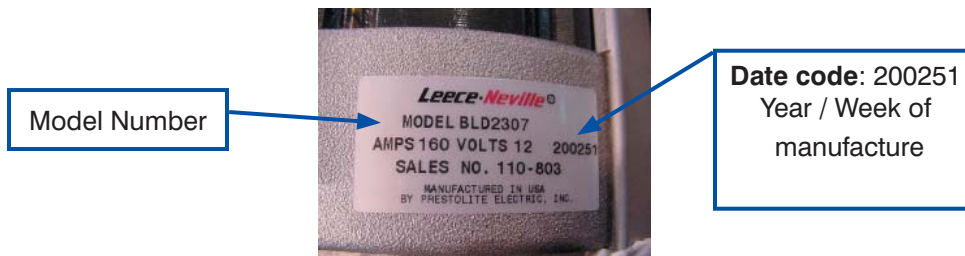 Model Number
Leece-Neville®
MODEL BLD2307
AMPS 160 VOLTS 12 200251
SALES NO. 110-803
MANUFACTURED IN USA
BY PRESTOLITE ELECTRIC, INC.
Date code: 200251
Year / Week of
manufacture